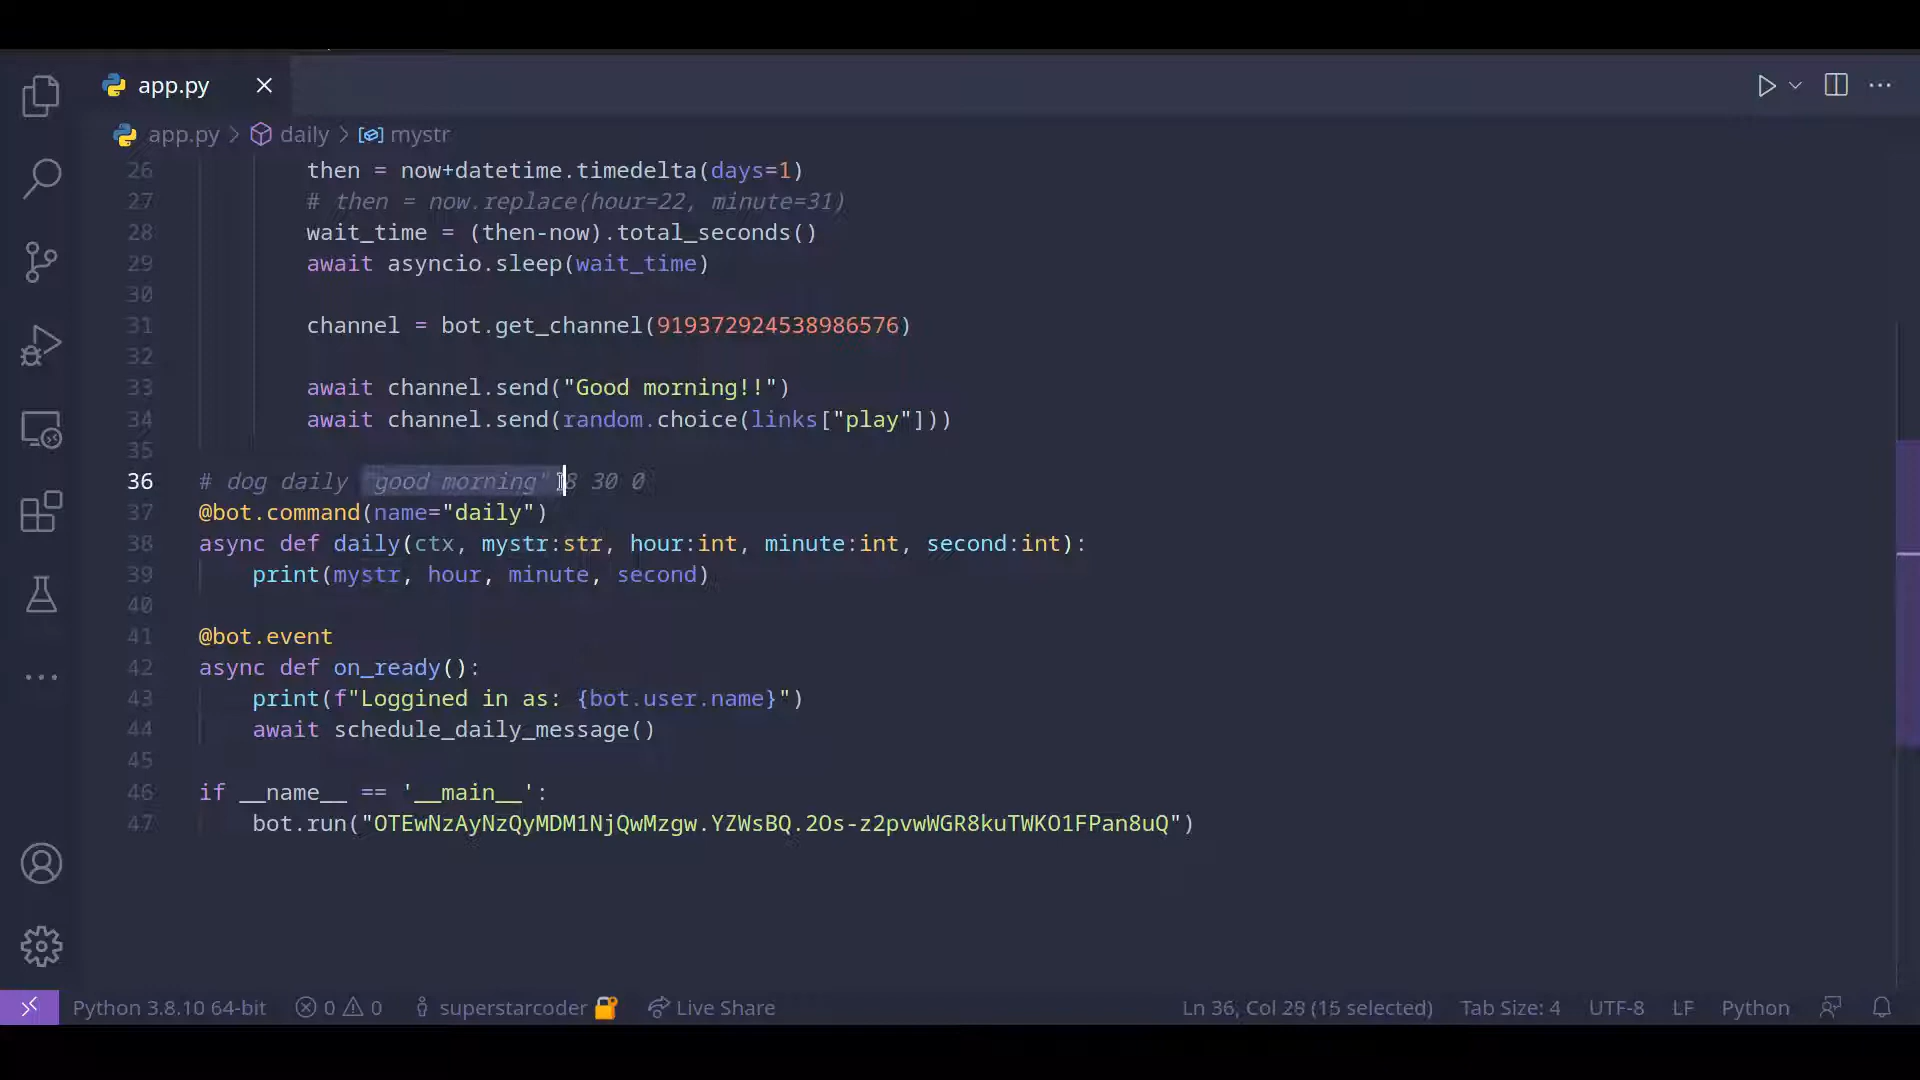 app.py
app.py > daily > mystr
26 then = now+datetime.timedelta(days=1)
27 # then = now.replace(hour=22, minute=31)
28 wait_time = (then-now).total_seconds()
29 await asyncio.sleep(wait_time)
30
31 channel = bot.get_channel(919372924538986576)
32
33 await channel.send("Good morning!!")
34 await channel.send(random.choice(links["play"]))
35
36 # dog daily "good morning" 8 30 0
37 @bot.command(name="daily")
38 async def daily(ctx, mystr:str, hour:int, minute:int, second:int):
39 print(mystr, hour, minute, second)
40
41 @bot.event
42 async def on_ready():
43 print(f"Loggined in as: {bot.user.name}")
44 await schedule_daily_message()
45
46 if __name__ == '__main__':
47 bot.run("OTEwNzAyNzQyMDM1NjQwMzgw.YZWsBQ.2Os-z2pvwWGR8kuTWKO1FPan8uQ")
Python 3.8.10 64-bit 0 0 superstarcoder Live Share Ln 36, Col 28 (15 selected) Tab Size: 4 UTF-8 LF Python